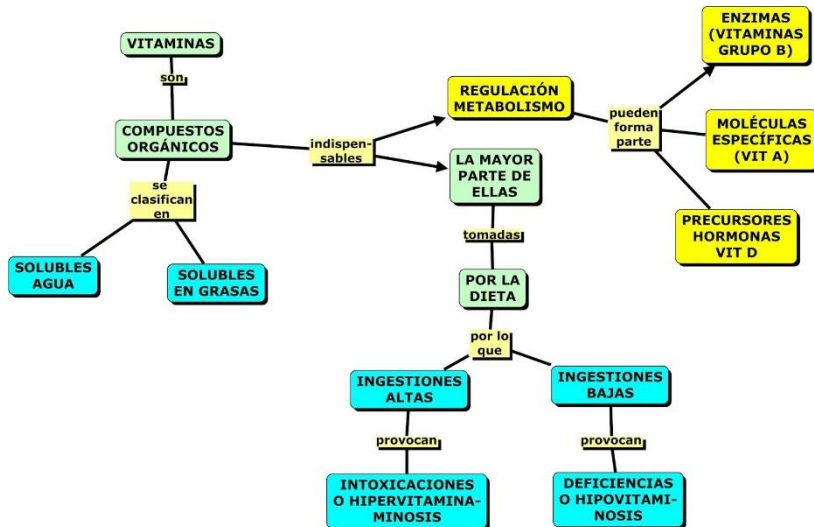 VITAMINAS
son
COMPUESTOS
ORGÁNICOS
se
clasifican
en
SOLUBLES
AGUA
SOLUBLES
EN GRASAS
indispen-
sables
REGULACIÓN
METABOLISMO
pueden
forma
parte
ENZIMAS
(VITAMINAS
GRUPO B)
MOLÉCULAS
ESPECÍFICAS
(VIT A)
PRECURSORES
HORMONAS
VIT D
LA MAYOR
PARTE DE
ELLAS
tomadas
POR LA
DIETA
por lo
que
INGESTIONES
ALTAS
provocan
INTOXICACIONES
O HIPERVITAMINA-
MINOSIS
INGESTIONES
BAJAS
provocan
DEFICIENCIAS
O HIPOVITAMI-
NOSIS